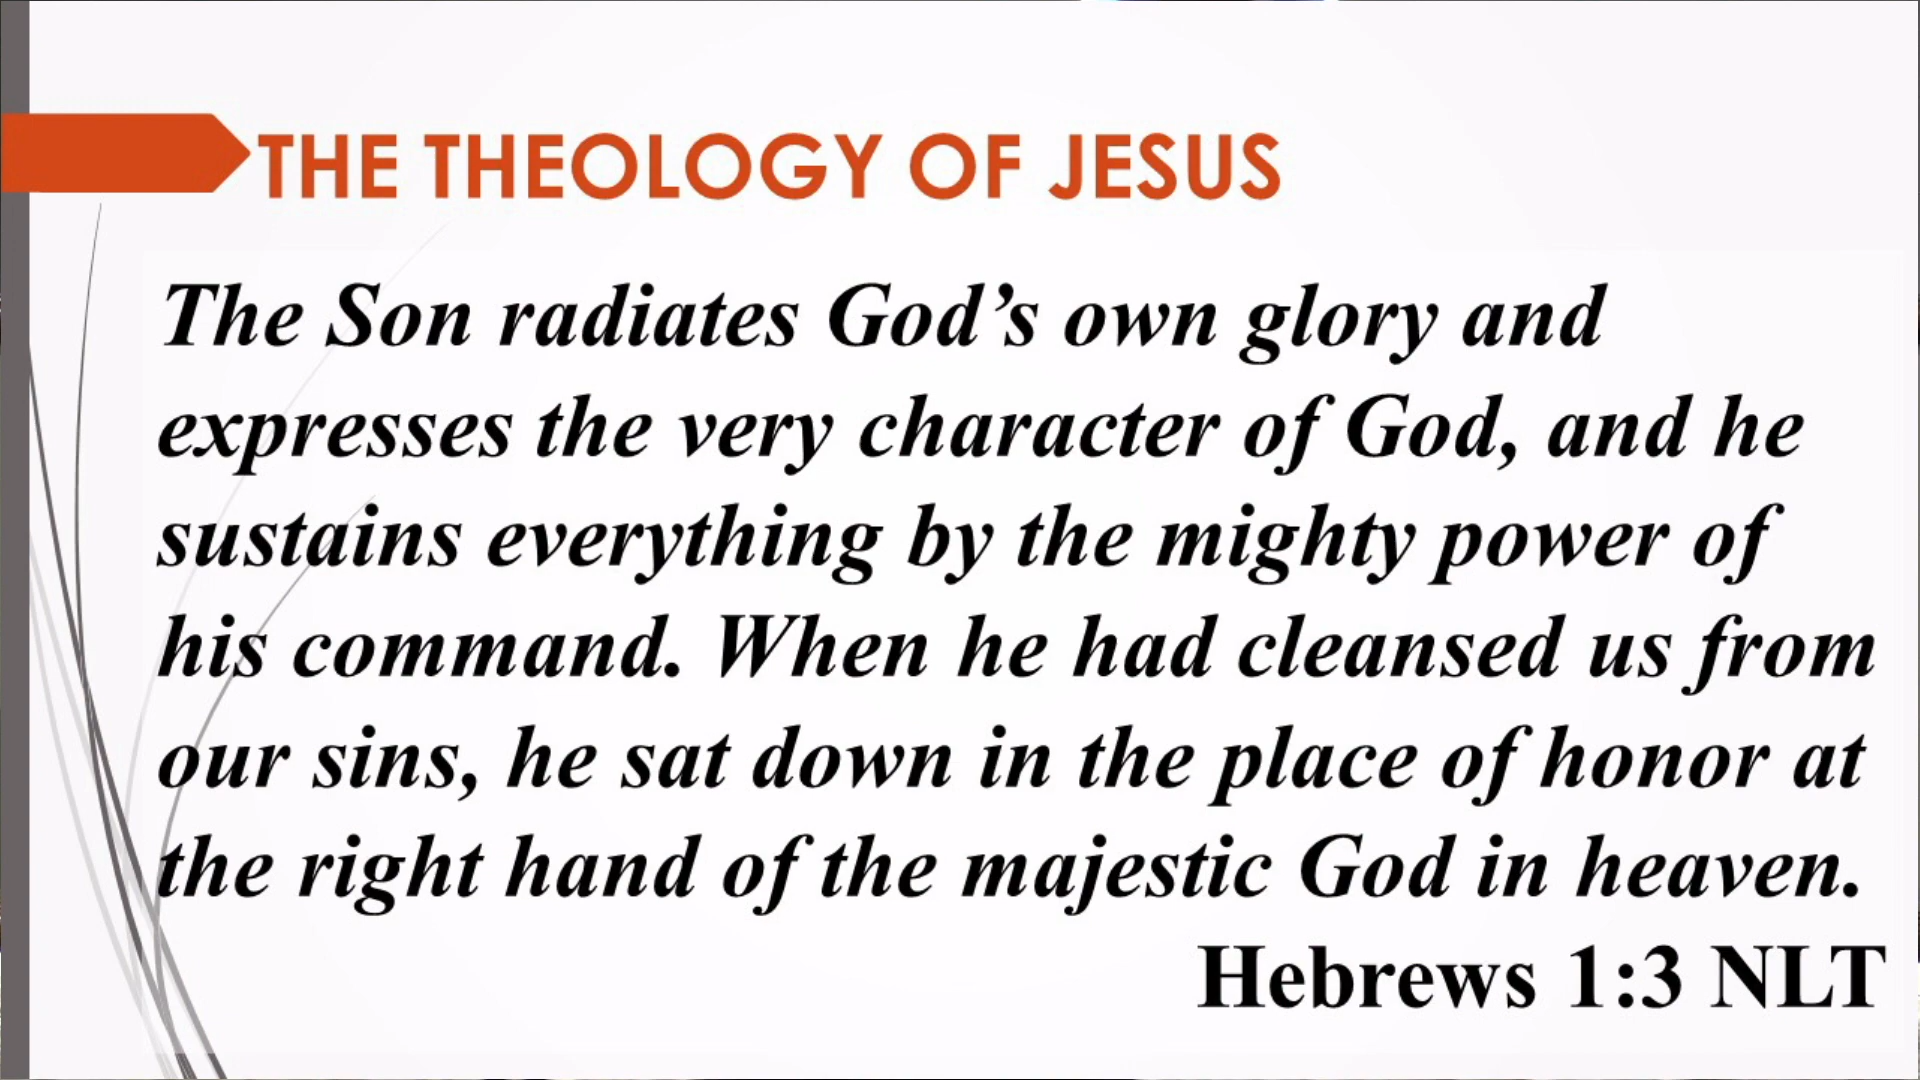 THE THEOLOGY OF JESUS
The Son radiates God’s own glory and
expresses the very character of God, and he
sustains everything by the mighty power of
his command. When he had cleansed us from
our sins, he sat down in the place of honor at
the right hand of the majestic God in heaven.
Hebrews 1:3 NLT